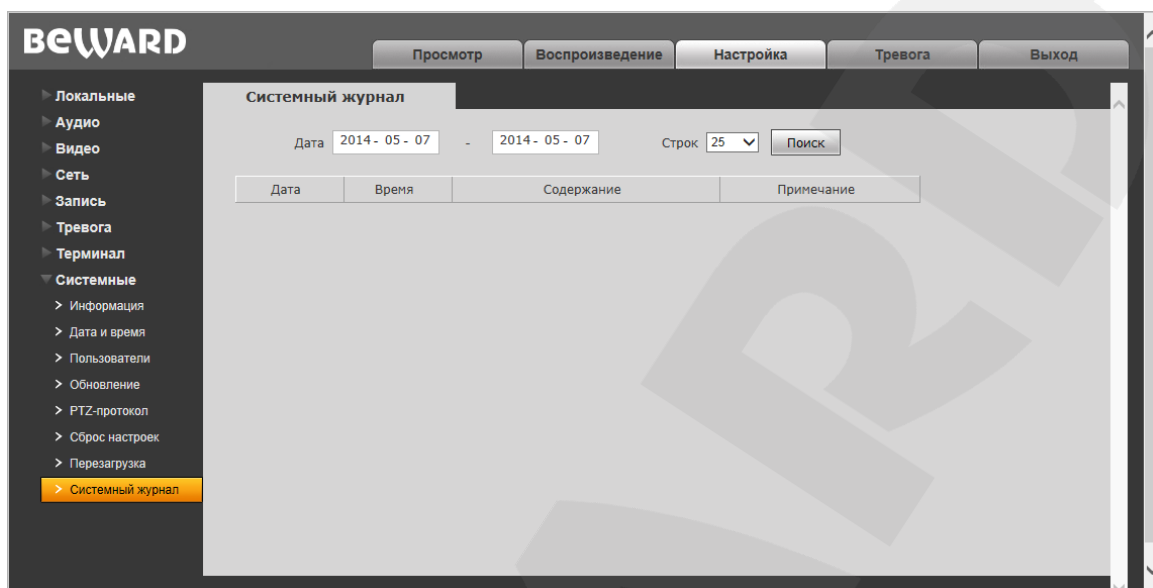 BEWARD
Просмотр Воспроизведение Настройка Тревога Выход
Локальные
Аудио
Видео
Сеть
Запись
Тревога
Терминал
Системные
> Информация
> Дата и время
> Пользователи
> Обновление
> PTZ-протокол
> Сброс настроек
> Перезагрузка
> Системный журнал
Системный журнал
Дата 2014 - 05 - 07 - 2014 - 05 - 07 Строк 25 Поиск
Дата Время Содержание Примечание